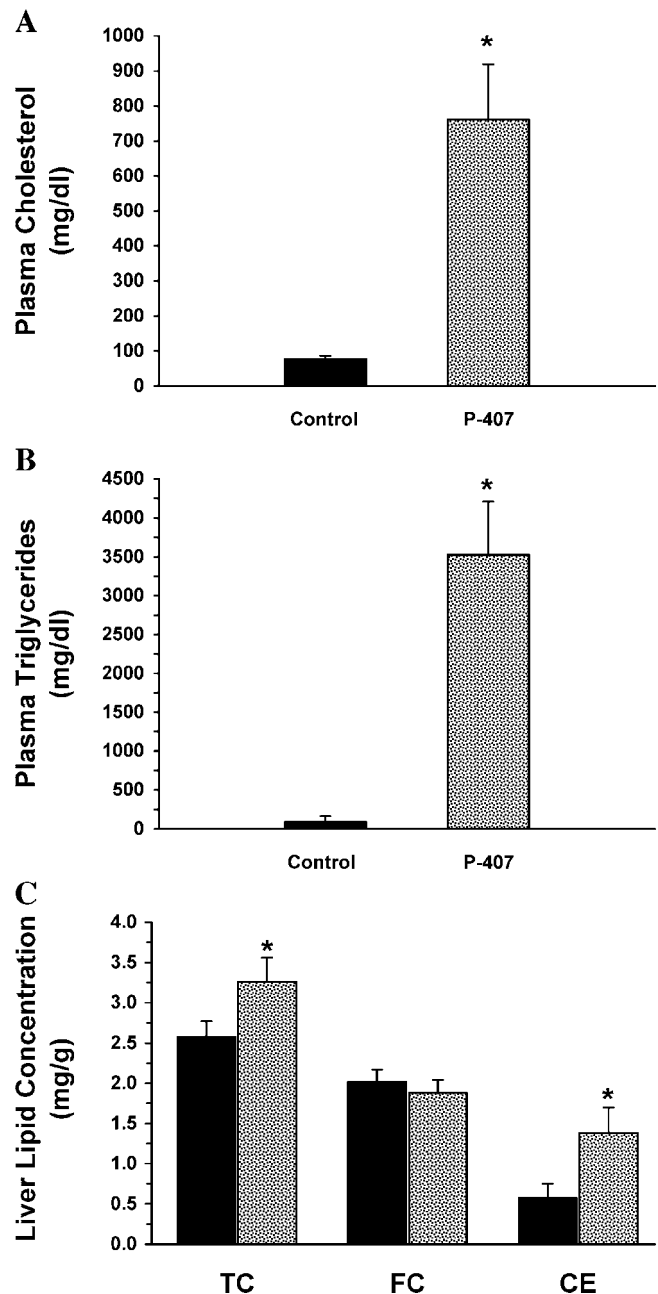 A
Plasma Cholesterol
(mg/dl)
1000
900
800
700
600
500
400
300
200
100
0
*
Control P-407
B
Plasma Triglycerides
(mg/dl)
4500
4000
3500
3000
2500
2000
1500
1000
500
0
*
Control P-407
C
Liver Lipid Concentration
(mg/g)
4.0
3.5
3.0
2.5
2.0
1.5
1.0
0.5
0.0
*
*
TC FC CE